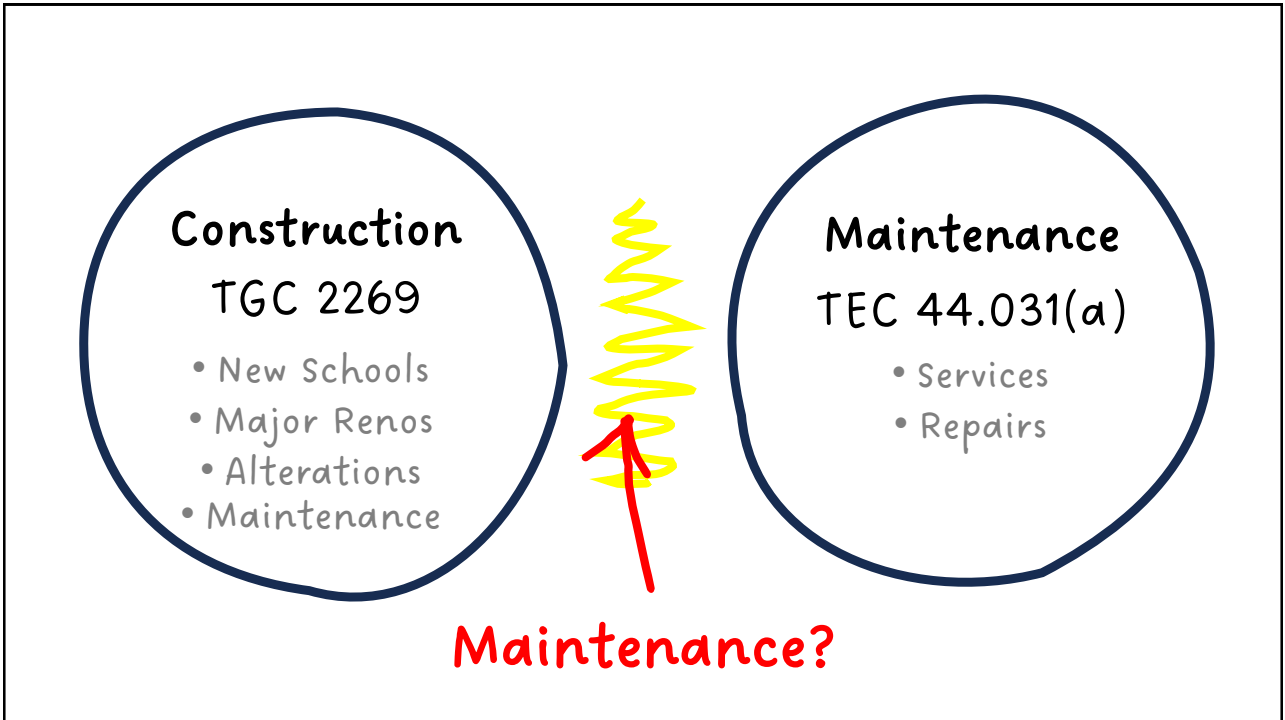 Construction
TGC 2269
• New Schools
• Major Renos
• Alterations
• Maintenance
Maintenance
TEC 44.031(a)
• Services
• Repairs
Maintenance?